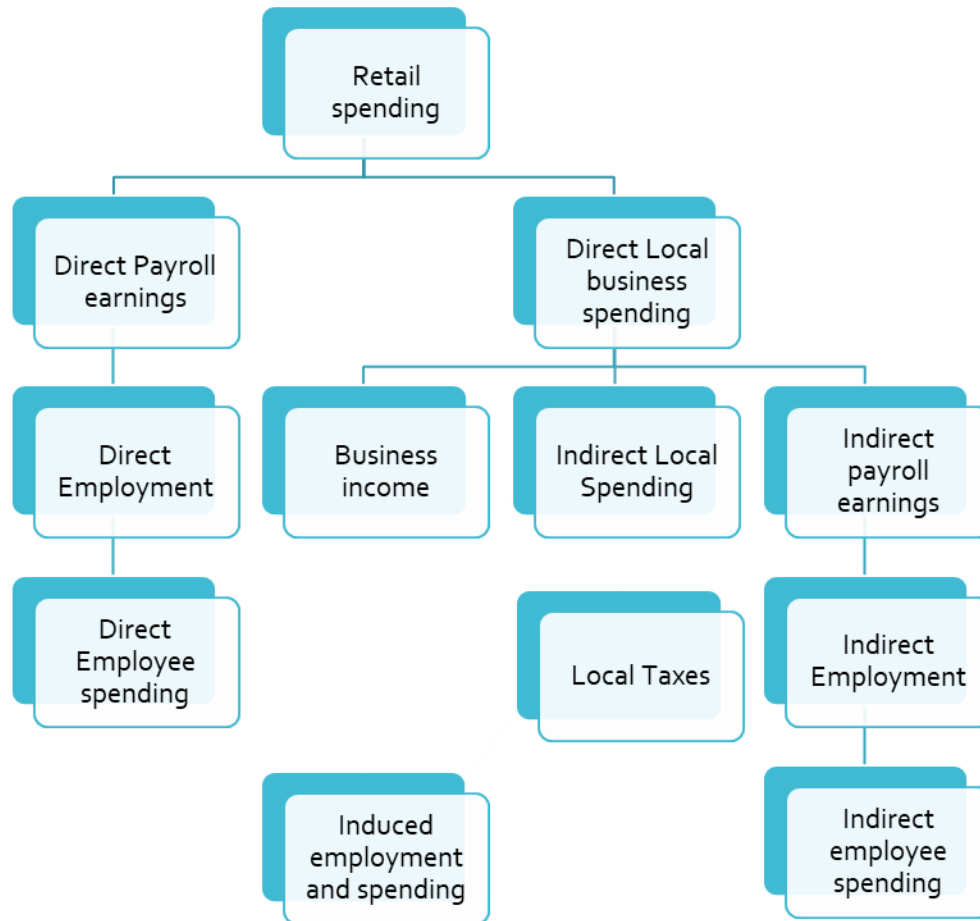 Retail
spending
Direct Payroll
earnings
Direct Local
business
spending
Direct
Employment
Business
income
Indirect Local
Spending
Indirect
payroll
earnings
Direct
Employee
spending
Local Taxes
Indirect
Employment
Induced
employment
and spending
Indirect
employee
spending